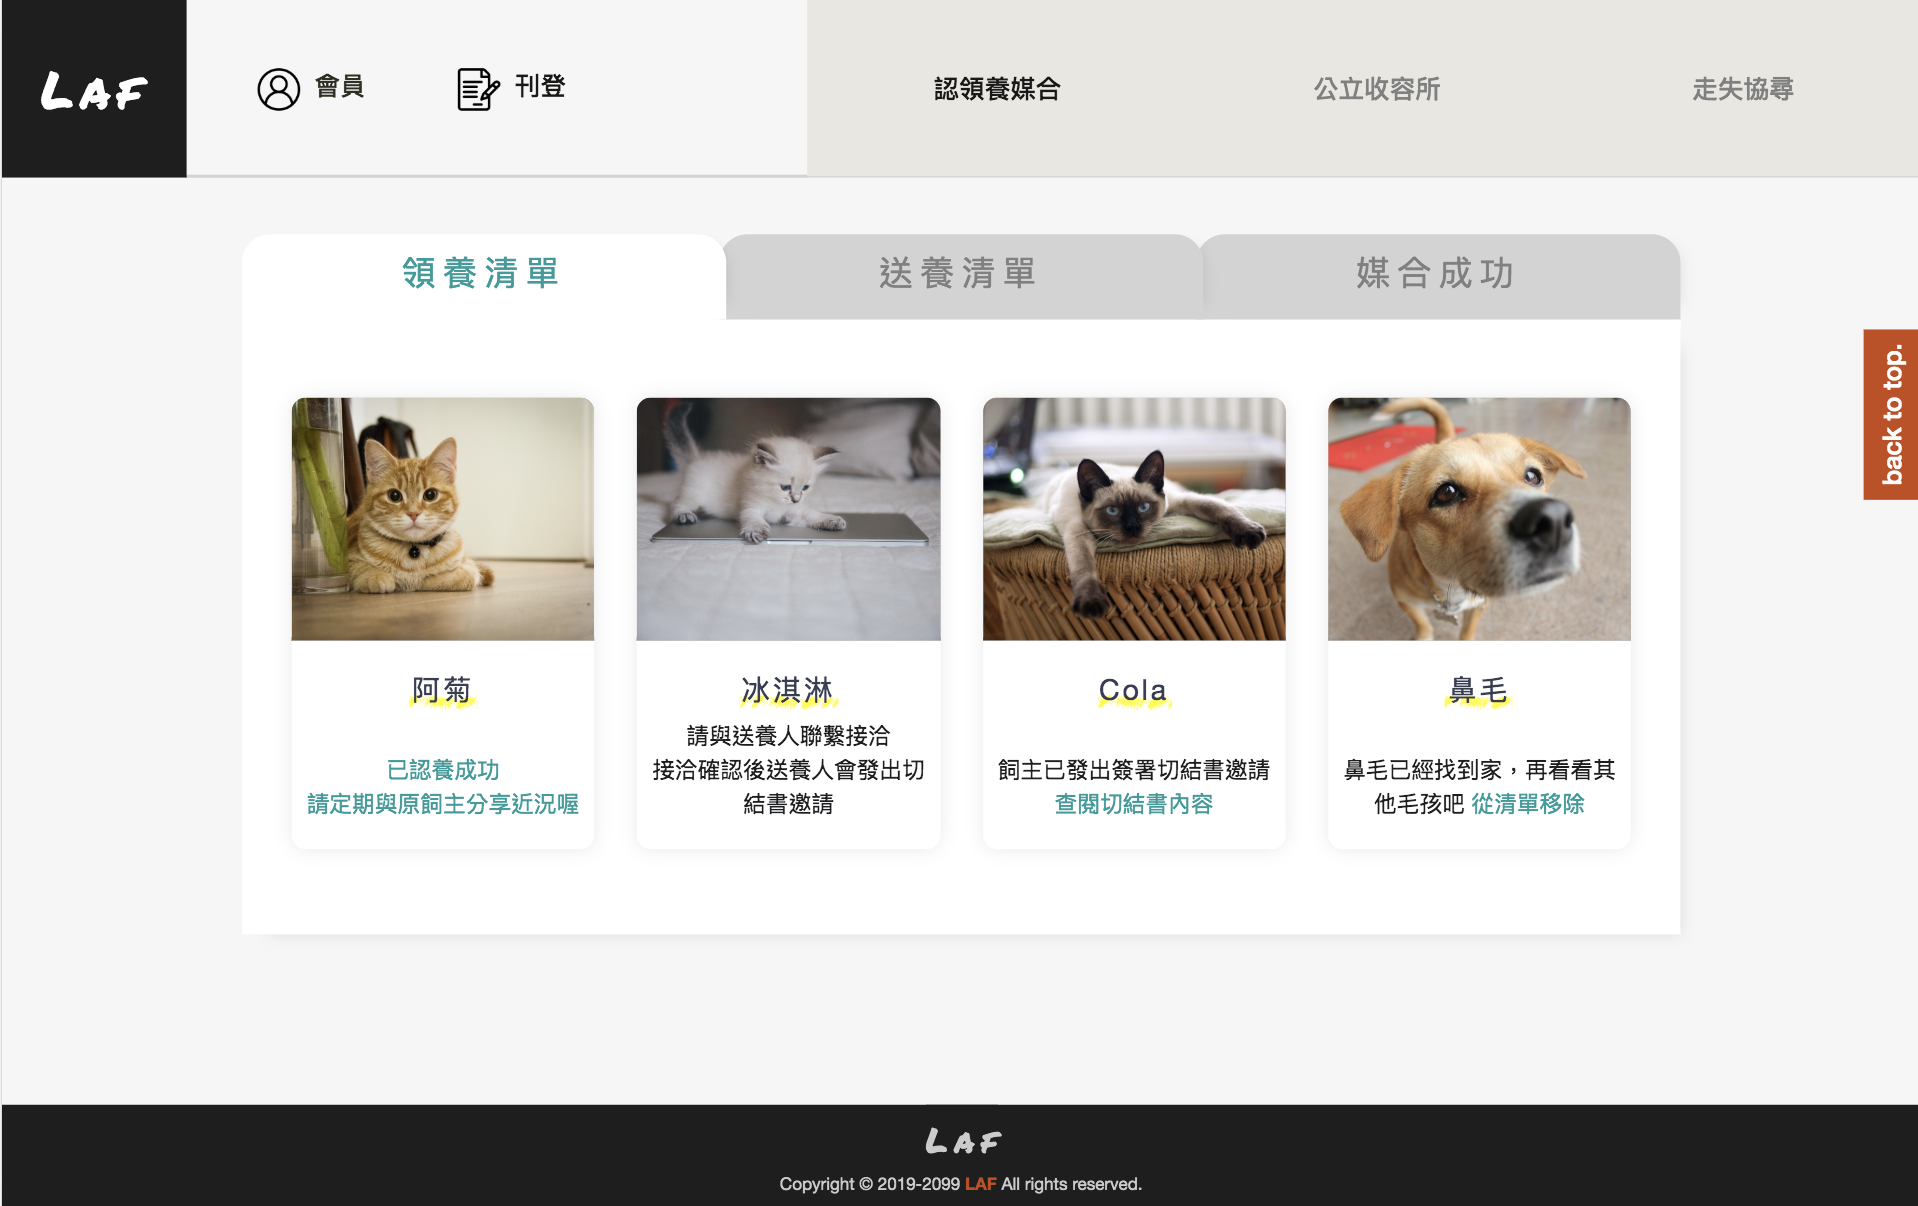 LAF
會員
刊登
認領養媒合
公立收容所
走失協尋
領養清單
送養清單
媒合成功
back to top.
阿菊
已認養成功
請定期與原飼主分享近況喔
冰淇淋
請與送養人聯繫接洽
接洽確認後送養人會發出切
結書邀請
Cola
飼主已發出簽署切結書邀請
查閱切結書內容
鼻毛
鼻毛已經找到家，再看看其
他毛孩吧 從清單移除
LAF
Copyright © 2019-2099 LAF All rights reserved.